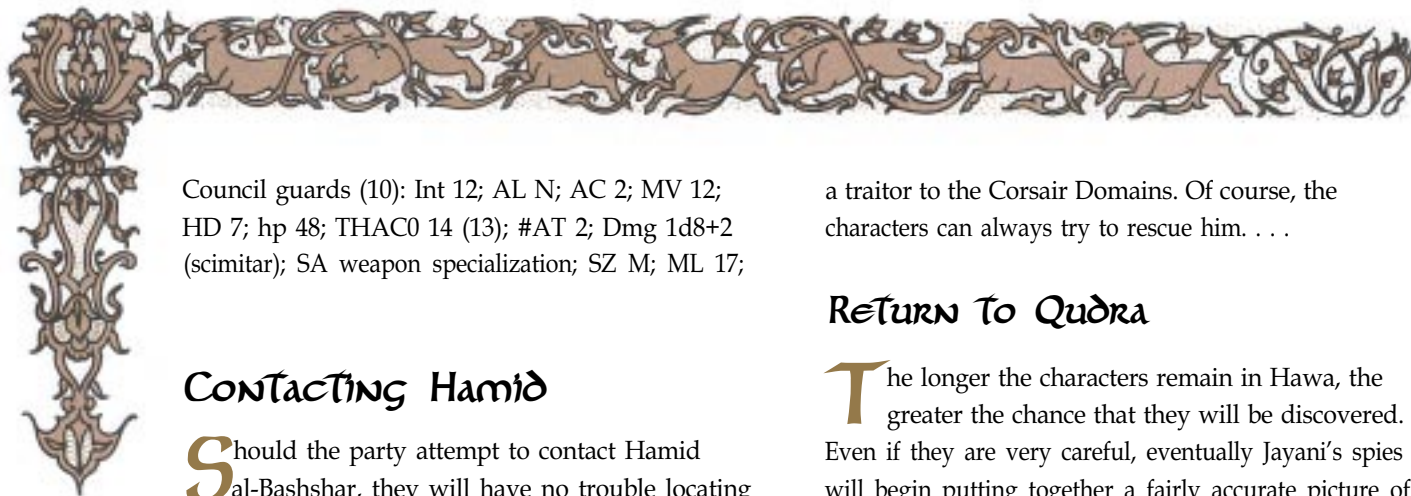 Council guards (10): Int 12; AL N; AC 2; MV 12;
HD 7; hp 48; THAC0 14 (13); #AT 2; Dmg 1d8+2
(scimitar); SA weapon specialization; SZ M; ML 17;
Contacting Hamid
Should the party attempt to contact Hamid
al-Bashshar, they will have no trouble locating
a traitor to the Corsair Domains. Of course, the
characters can always try to rescue him. . . .
Return to Qudra
The longer the characters remain in Hawa, the
greater the chance that they will be discovered.
Even if they are very careful, eventually Jayani’s spies
will begin putting together a fairly accurate picture of